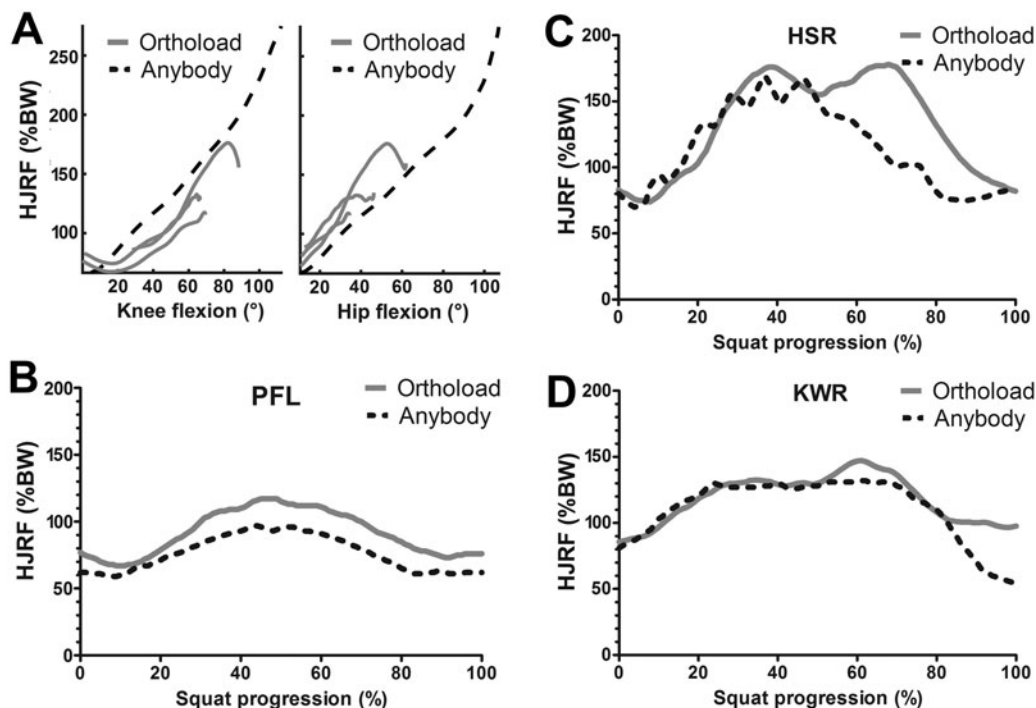 A
HJRF (%BW)
250
200
150
100
Orthoload
Anybody
20 40 60 80 100
Knee flexion (°)
Orthoload
Anybody
20 40 60 80 100
Hip flexion (°)
B
PFL
Orthoload
Anybody
HJRF (%BW)
200
150
100
50
0
0 20 40 60 80 100
Squat progression (%)
C
HSR
Orthoload
Anybody
HJRF (%BW)
200
150
100
50
0
0 20 40 60 80 100
Squat progression (%)
D
KWR
Orthoload
Anybody
HJRF (%BW)
200
150
100
50
0
0 20 40 60 80 100
Squat progression (%)